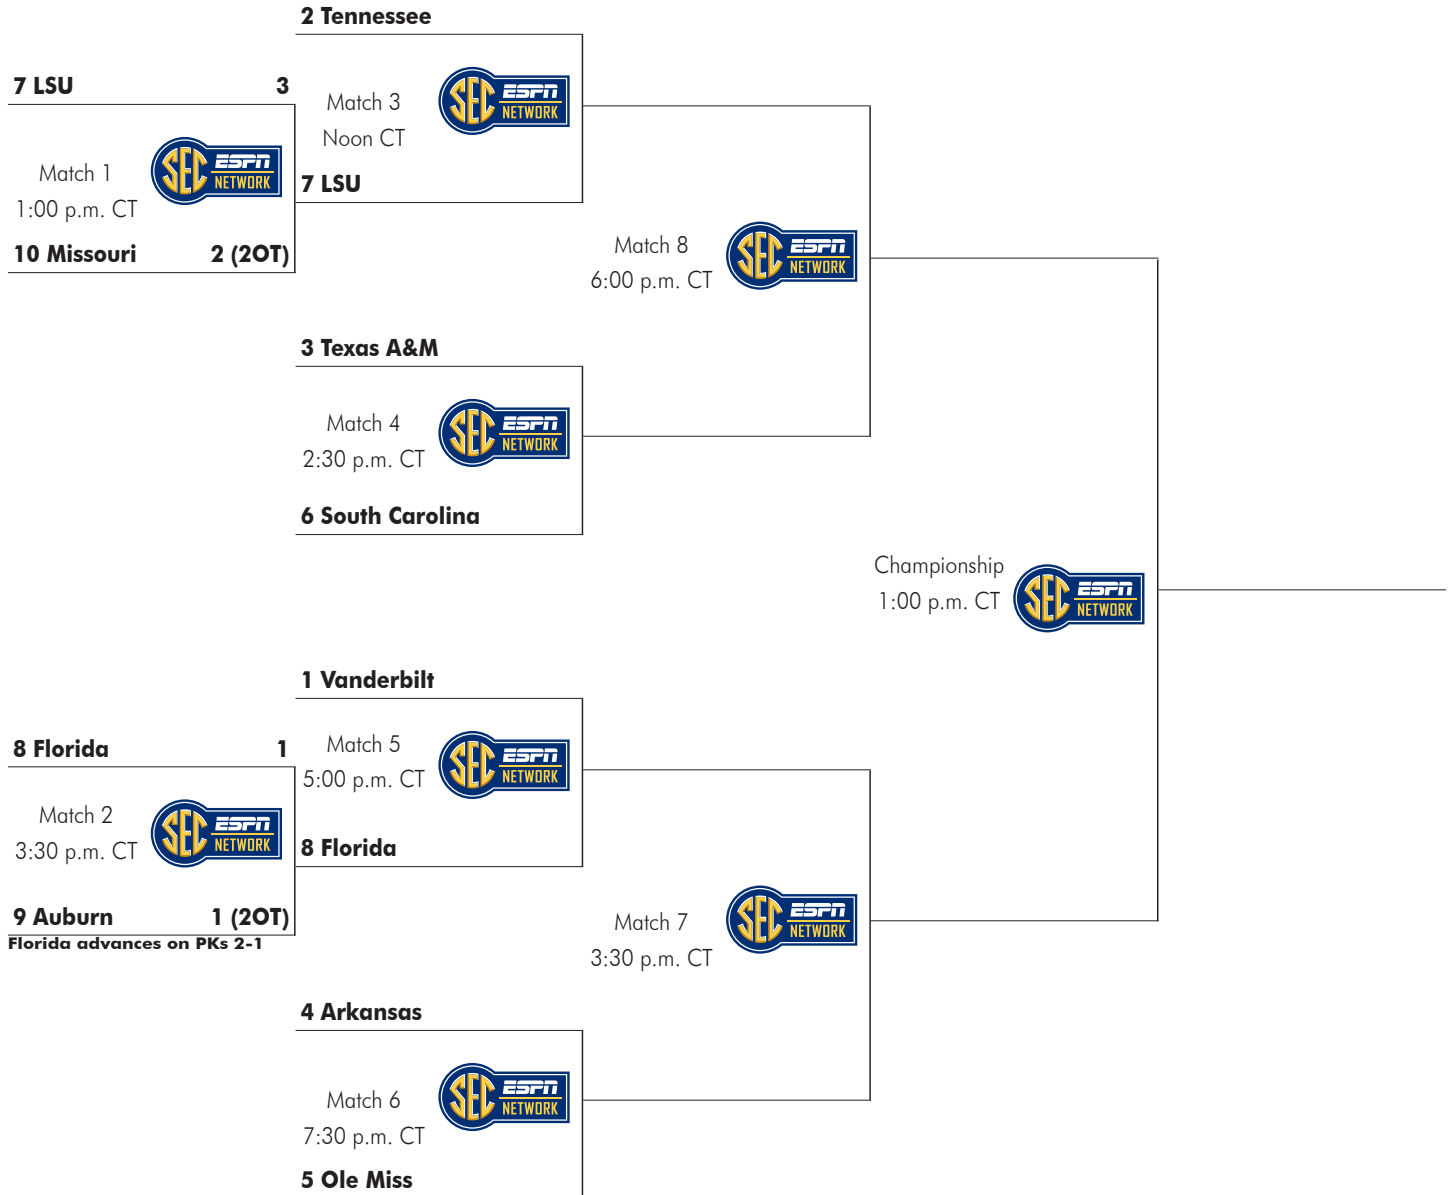 2 Tennessee
7 LSU 3
Match 3
Noon CT
SEC ESPN NETWORK
Match 1
1:00 p.m. CT
SEC ESPN NETWORK
7 LSU
10 Missouri 2 (2OT)
Match 8
6:00 p.m. CT
SEC ESPN NETWORK
3 Texas A&M
Match 4
2:30 p.m. CT
SEC ESPN NETWORK
6 South Carolina
Championship
1:00 p.m. CT
SEC ESPN NETWORK
1 Vanderbilt
8 Florida 1
Match 5
5:00 p.m. CT
SEC ESPN NETWORK
Match 2
3:30 p.m. CT
SEC ESPN NETWORK
8 Florida
9 Auburn 1 (2OT)
Florida advances on PKs 2-1
Match 7
3:30 p.m. CT
SEC ESPN NETWORK
4 Arkansas
Match 6
7:30 p.m. CT
SEC ESPN NETWORK
5 Ole Miss